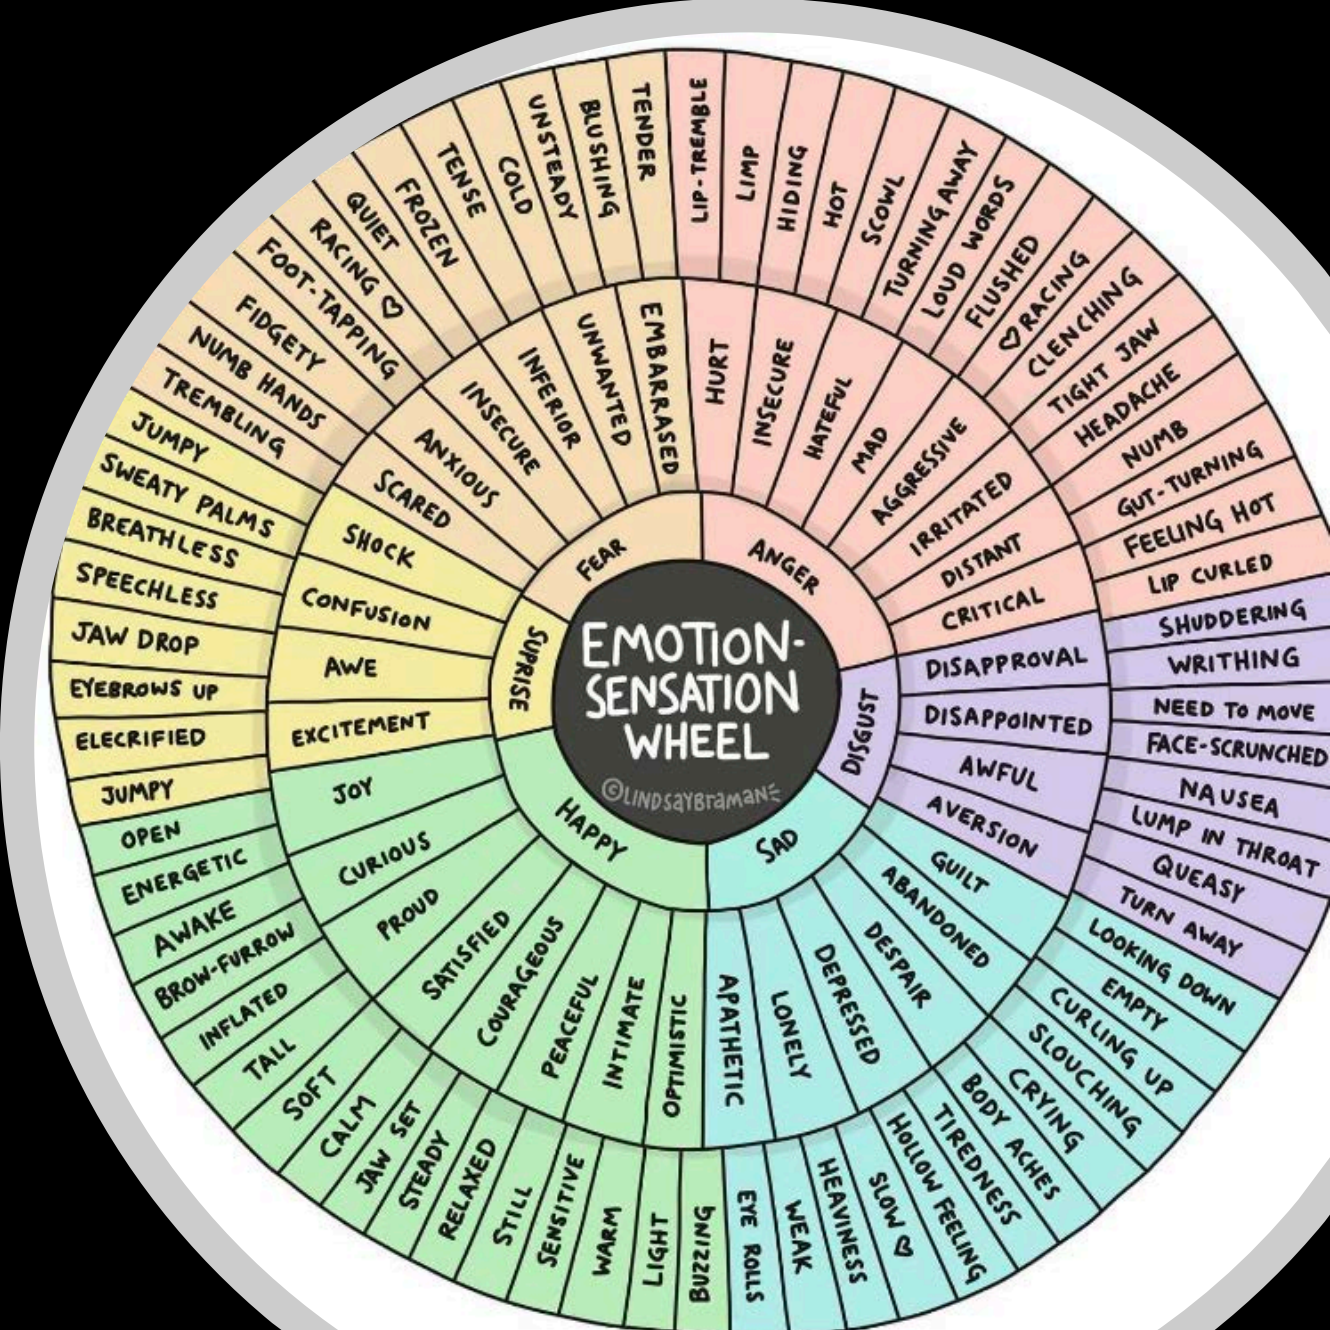 EMOTION-
SENSATION
WHEEL
©LINDSAYBRAMAN
FEAR
ANGER
DISGUST
SAD
HAPPY
SUPRISE
HURT
INSECURE
HATEFUL
MAD
AGGRESSIVE
IRRITATED
DISTANT
CRITICAL
DISAPPROVAL
DISAPPOINTED
AWFUL
AVERSION
GUILT
ABANDONED
DESPAIR
DEPRESSED
LONELY
APATHETIC
OPTIMISTIC
INTIMATE
PEACEFUL
COURAGEOUS
SATISFIED
PROUD
CURIOUS
JOY
EXCITEMENT
AWE
CONFUSION
SHOCK
SCARED
ANXIOUS
INSECURE
INFERIOR
UNWANTED
EMBARRASED
LIP-TREMBLE
LIMP
HIDING
HOT
SCOWL
TURNING AWAY
LOUD WORDS
FLUSHED
♡ RACING
CLENCHING
TIGHT JAW
HEADACHE
NUMB
GUT-TURNING
FEELING HOT
LIP CURLED
SHUDDERING
WRITHING
NEED TO MOVE
FACE-SCRUNCHED
NAUSEA
LUMP IN THROAT
QUEASY
TURN AWAY
LOOKING DOWN
EMPTY
CURLING UP
SLOUCHING
CRYING
BODY ACHES
TIREDNESS
HOLLOW FEELING
SLOW ♡
HEAVINESS
WEAK
EYE ROLLS
BUZZING
LIGHT
WARM
SENSITIVE
STILL
RELAXED
STEADY
JAW SET
CALM
SOFT
TALL
INFLATED
BROW-FURROW
AWAKE
ENERGETIC
OPEN
JUMPY
ELECRIFIED
EYEBROWS UP
JAW DROP
SPEECHLESS
BREATHLESS
SWEATY PALMS
JUMPY
TREMBLING
NUMB HANDS
FIDGETY
FOOT-TAPPING
RACING ♡
QUIET
FROZEN
TENSE
COLD
UNSTEADY
BLUSHING
TENDER